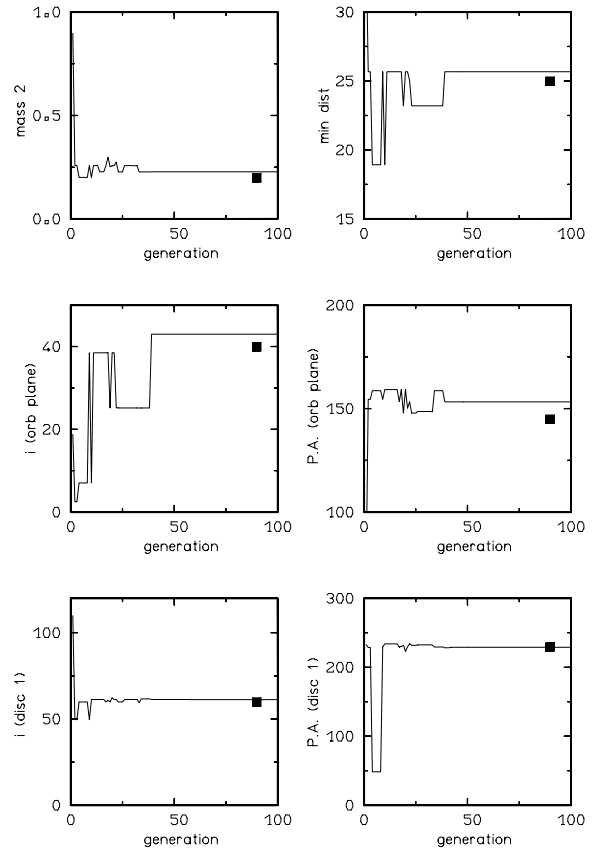 mass 2
1.0
0.5
0.0
0 50 100
generation
min dist
30
25
20
15
0 50 100
generation
i (orb plane)
40
20
0
0 50 100
generation
P.A. (orb plane)
200
150
100
0 50 100
generation
i (disc 1)
100
50
0
0 50 100
generation
P.A. (disc 1)
300
200
100
0
0 50 100
generation